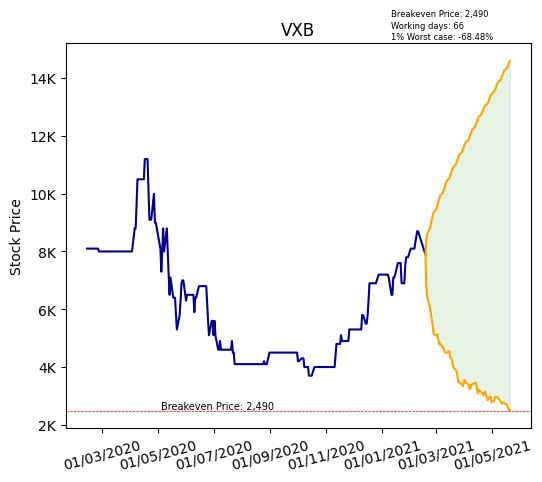 Breakeven Price: 2,490
Working days: 66
1% Worst case: -68.48%
VXB
Stock Price
14K
12K
10K
8K
6K
4K
2K
Breakeven Price: 2,490
01/03/2020
01/05/2020
01/07/2020
01/09/2020
01/11/2020
01/01/2021
01/03/2021
01/05/2021